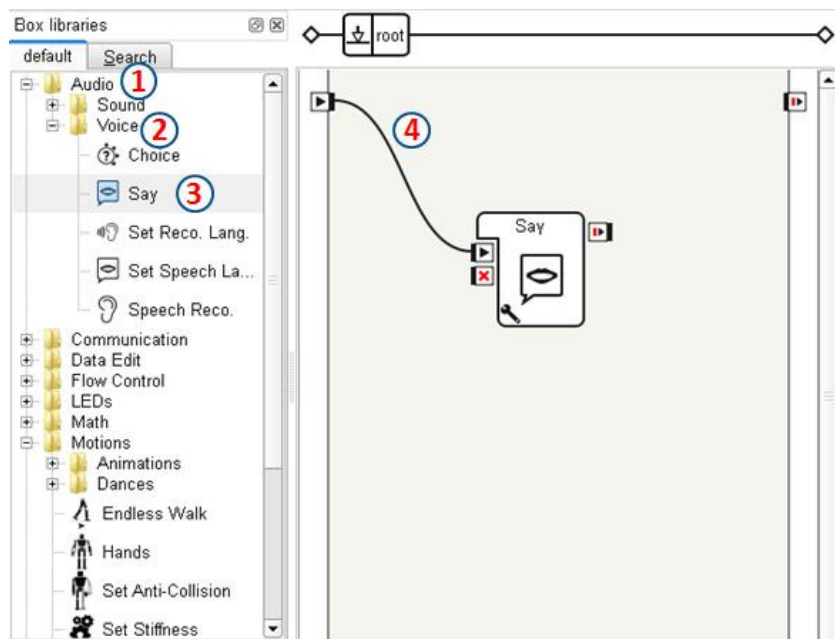 Box libraries
default Search
Audio 1
Sound
Voice 2
Choice
Say 3
Set Reco. Lang.
Set Speech La...
Speech Reco.
Communication
Data Edit
Flow Control
LEDs
Math
Motions
Animations
Dances
Endless Walk
Hands
Set Anti-Collision
Set Stiffness
root
4
Say